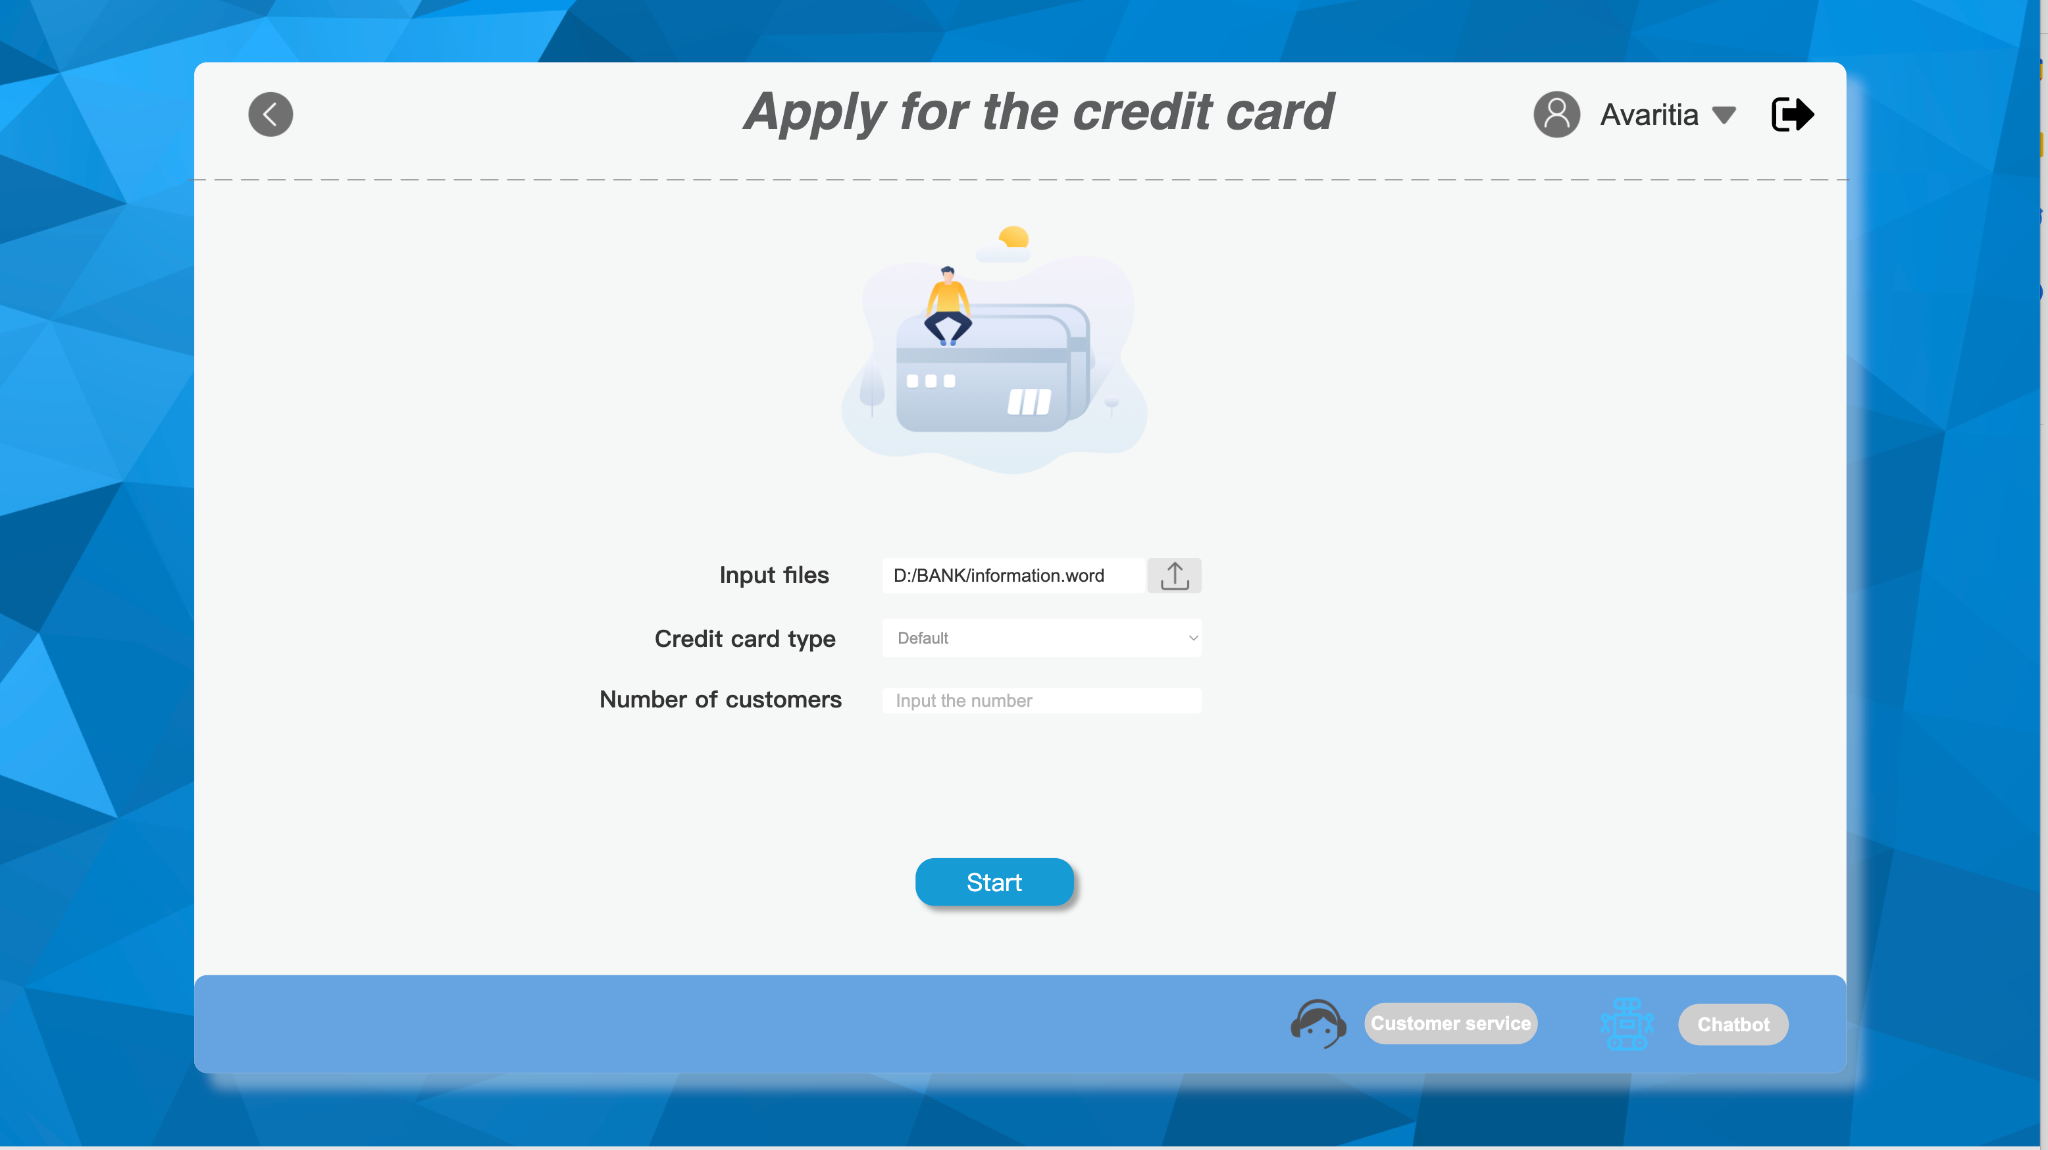 Apply for the credit card
Avaritia
Input files
D:/BANK/information.word
Credit card type
Default
Number of customers
Input the number
Start
Customer service
Chatbot